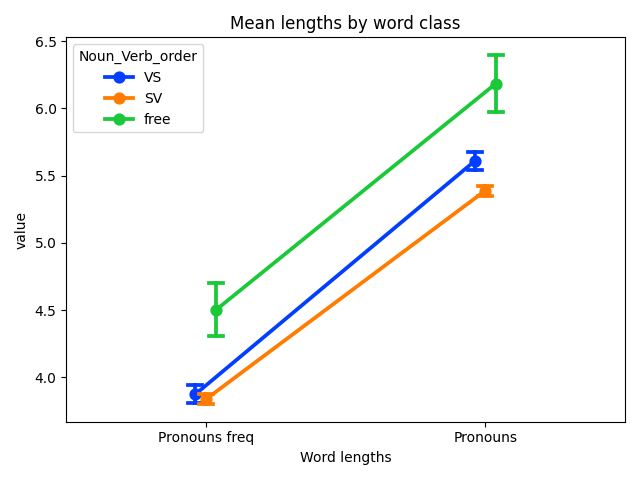 Mean lengths by word class
Noun_Verb_order
VS
SV
free
value
6.5
6.0
5.5
5.0
4.5
4.0
Pronouns freq
Pronouns
Word lengths